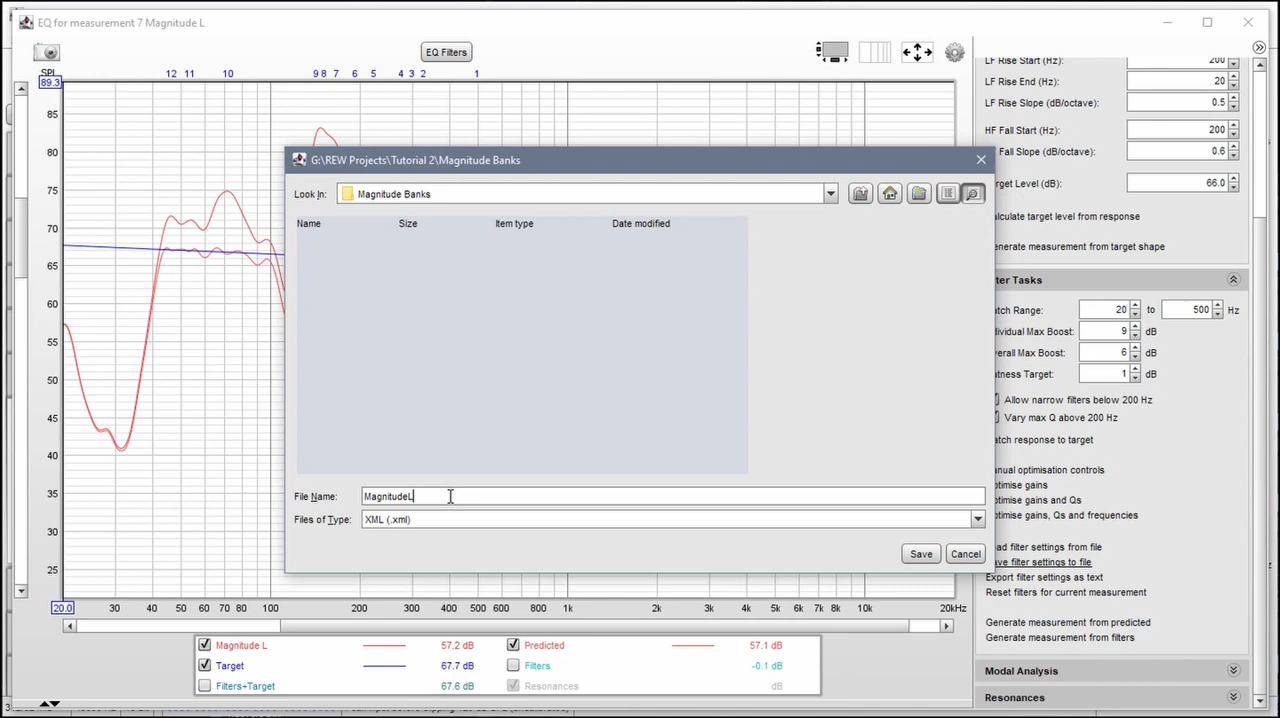 EQ for measurement 7 Magnitude L
EQ Filters
SPL
12 11 10 9 8 7 6 5 4 3 2 1
89.3
85
80
75
70
65
60
55
50
45
40
35
30
25
20.0 30 40 50 60 70 80 100 200 300 400 500 600 800 1k 2k 3k 4k 5k 6k 7k 8k 10k 20kHz
Magnitude L 57.2 dB Predicted 57.1 dB
Target 67.7 dB Filters -0.1 dB
Filters+Target 67.6 dB Resonances dB
G:\REW Projects\Tutorial 2\Magnitude Banks
Look In: Magnitude Banks
Name Size Item type Date modified
File Name: MagnitudeL
Files of Type: XML (.xml)
Save Cancel
LF Rise Start (Hz): 200
LF Rise End (Hz): 20
LF Rise Slope (dB/octave): 0.5
HF Fall Start (Hz): 200
Fall Slope (dB/octave): 0.6
rget Level (dB): 66.0
lculate target level from response
nerate measurement from target shape
ter Tasks
atch Range: 20 to 500 Hz
dividual Max Boost: 9 dB
verall Max Boost: 6 dB
atness Target: 1 dB
Allow narrow filters below 200 Hz
Vary max Q above 200 Hz
atch response to target
anual optimisation controls
timise gains
timise gains and Qs
timise gains, Qs and frequencies
ad filter settings from file
ve filter settings to file
Export filter settings as text
Reset filters for current measurement
Generate measurement from predicted
Generate measurement from filters
Modal Analysis
Resonances